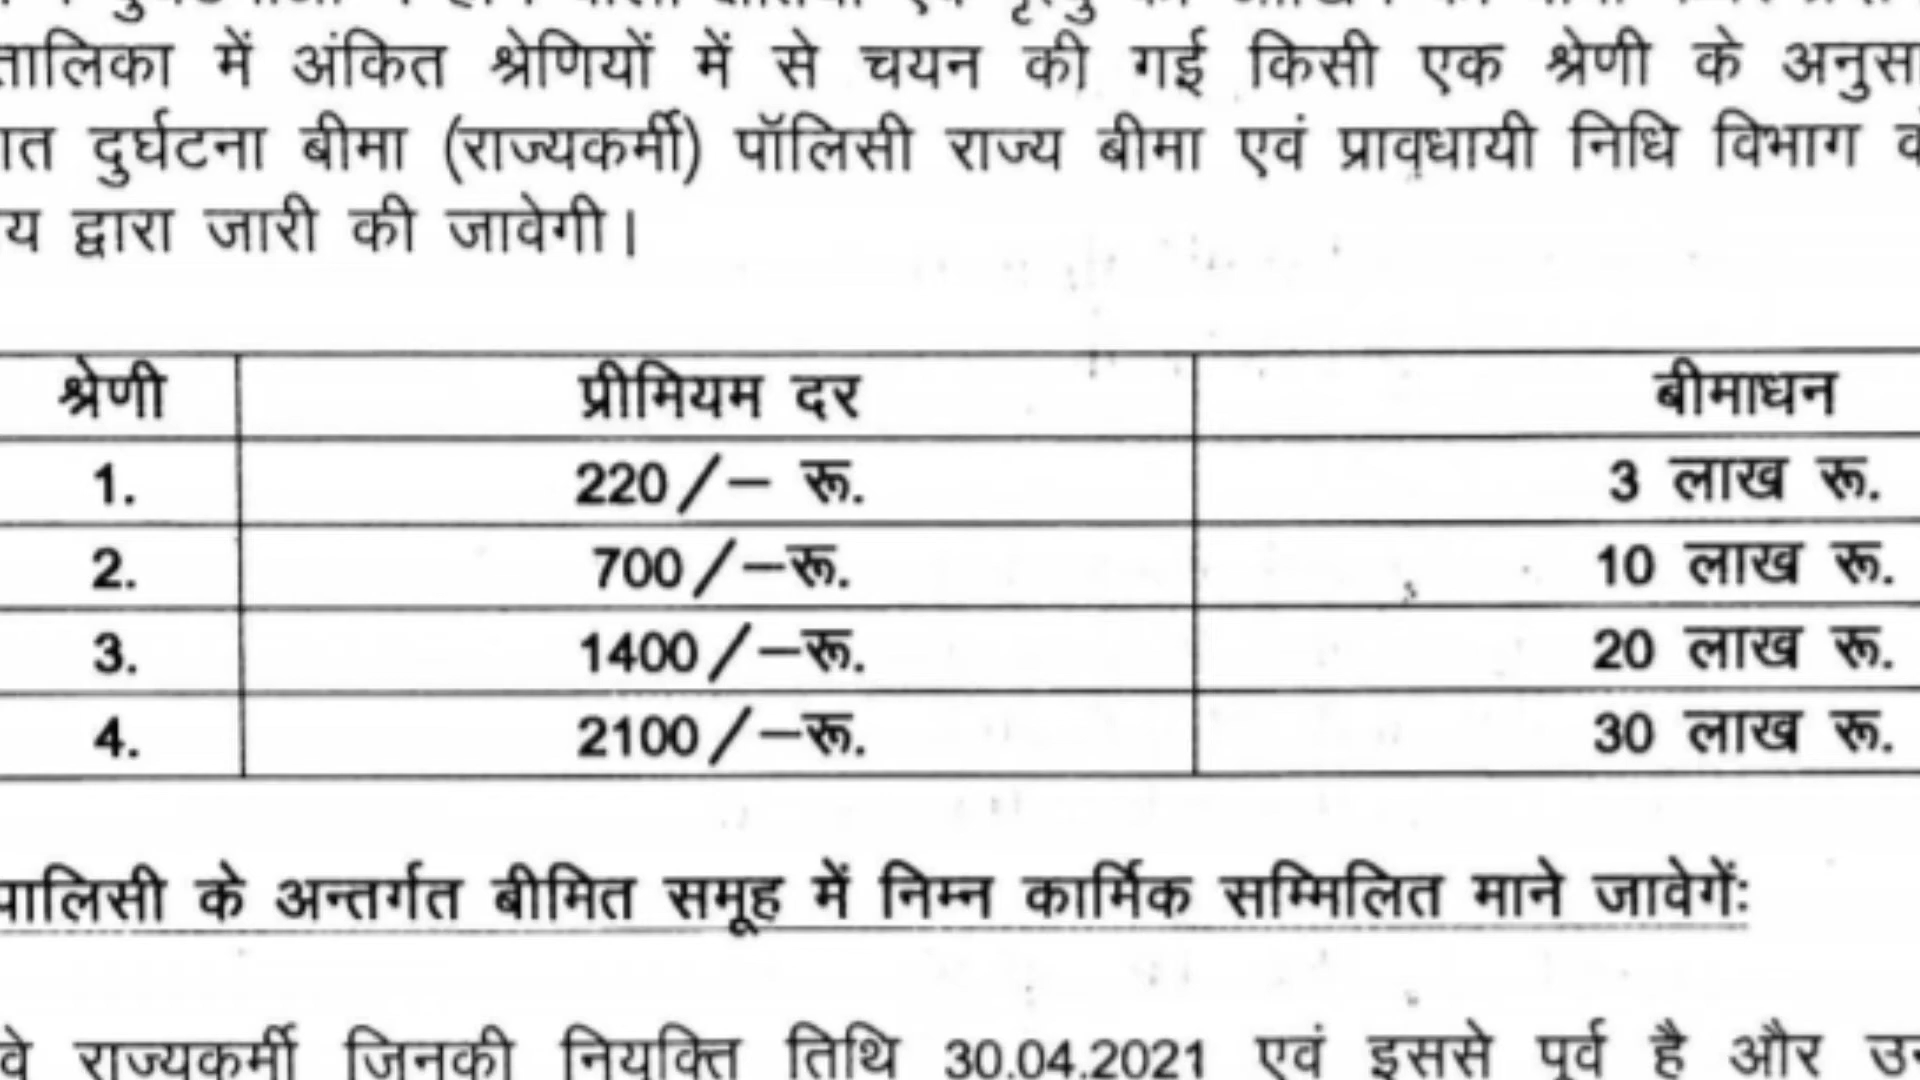 तालिका में अंकित श्रेणियों में से चयन की गई किसी एक श्रेणी के
दुर्घटना बीमा (राज्यकर्मी) पॉलिसी राज्य बीमा एवं प्रावधायी निधि विभाग
द्वारा जारी की जावेगी।
श्रेणी प्रीमियम दर बीमाधन
1. 220/- रू. 3 लाख रू.
2. 700/-रू. 10 लाख रू.
3. 1400/-रू. 20 लाख रू.
4. 2100/-रू. 30 लाख रू.
पालिसी के अन्तर्गत बीमित समूह में निम्न कार्मिक सम्मिलित माने जावेगेंः
वे राज्यकर्मी जिनकी नियुक्ति तिथि 30.04.2021 एवं इससे पूर्व है और